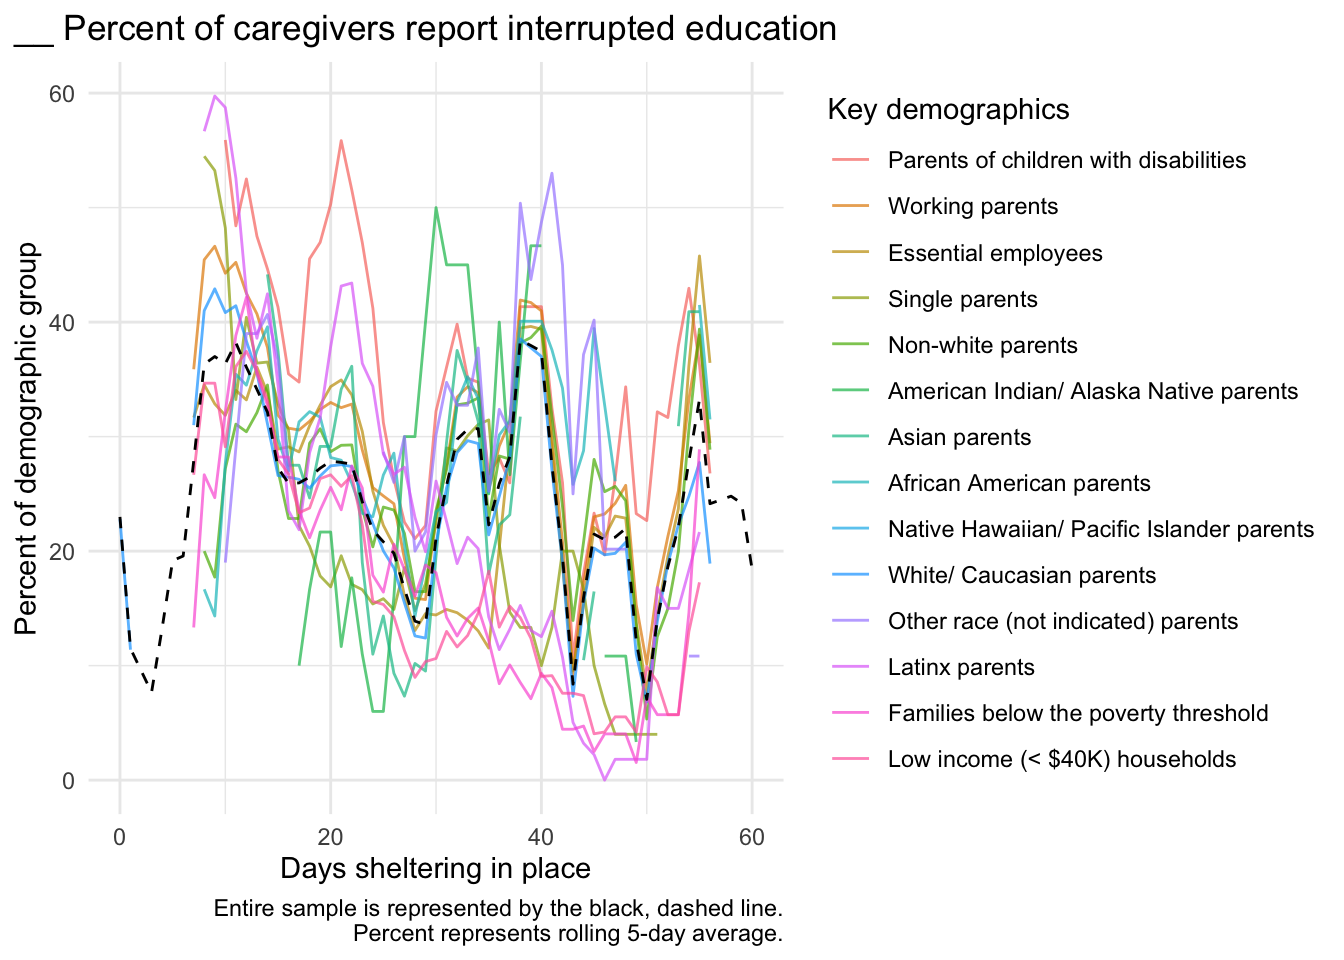 __ Percent of caregivers report interrupted education
Percent of demographic group
60
40
20
0
0
20
40
60
Days sheltering in place
Entire sample is represented by the black, dashed line.
Percent represents rolling 5-day average.
Key demographics
Parents of children with disabilities
Working parents
Essential employees
Single parents
Non-white parents
American Indian/ Alaska Native parents
Asian parents
African American parents
Native Hawaiian/ Pacific Islander parents
White/ Caucasian parents
Other race (not indicated) parents
Latinx parents
Families below the poverty threshold
Low income (< $40K) households